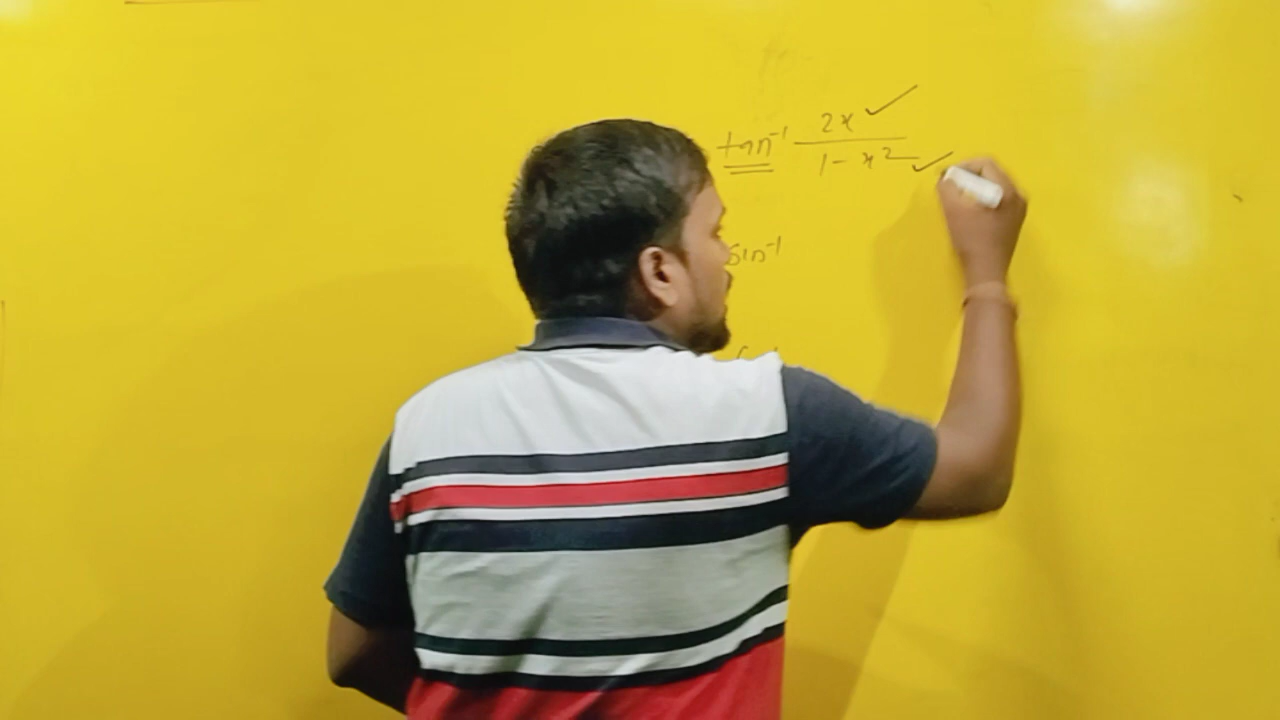 tan⁻¹ 2x ✓
1 - x² ✓
sin⁻¹